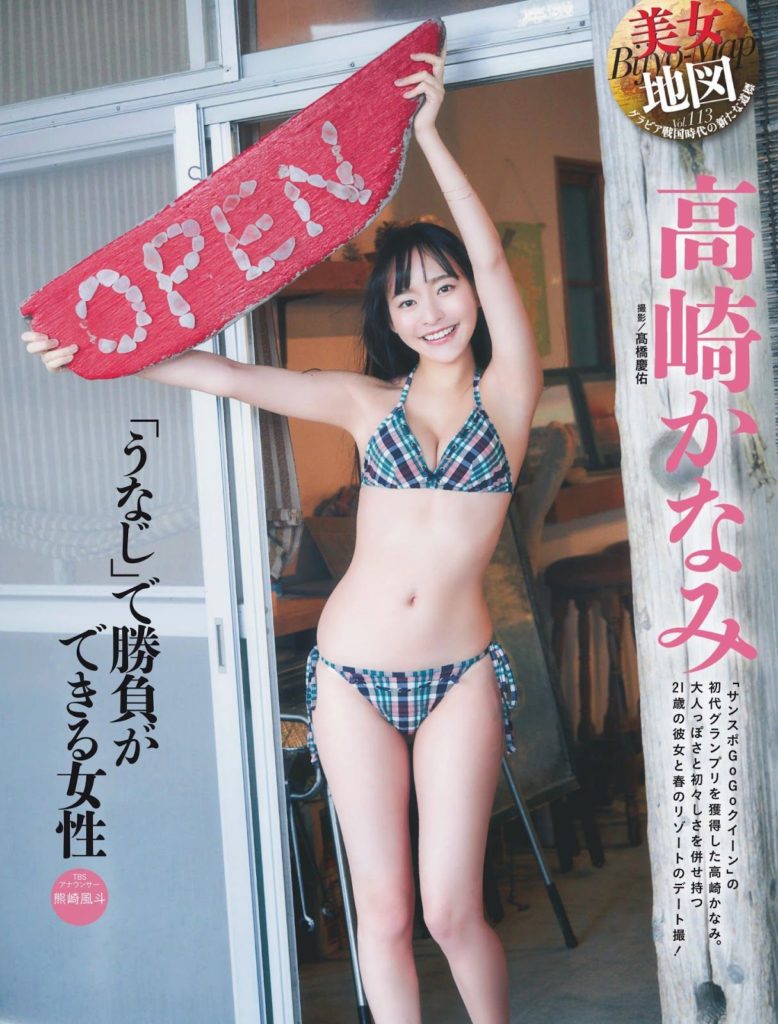 美女
Bijyo-Map
地図
Vol.113
グラビア戦国時代の新たな道標
高崎かなみ
撮影／髙橋慶佑
OPEN
「サンスポGoGoクイーン」の
初代グランプリを獲得した高崎かなみ。
大人っぽさと初々しさを併せ持つ
21歳の彼女と春のリゾートのデート撮！
「うなじ」で勝負が
できる女性
TBS
アナウンサー
熊崎風斗